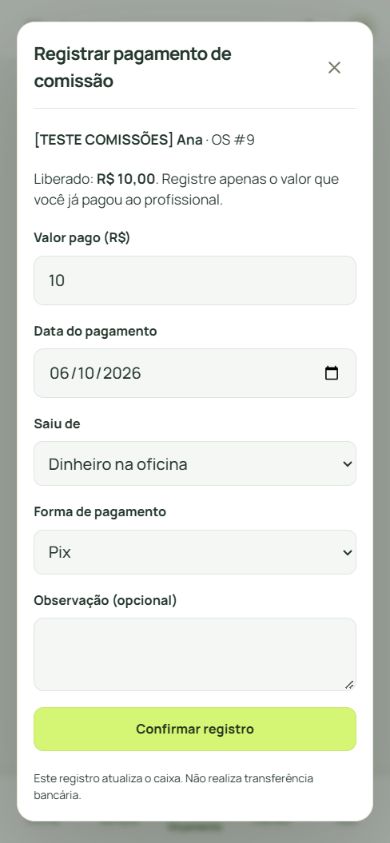 Registrar pagamento de
comissão
[TESTE COMISSÕES] Ana · OS #9
Liberado: R$ 10,00. Registre apenas o valor que
você já pagou ao profissional.
Valor pago (R$)
10
Data do pagamento
06/10/2026
Saiu de
Dinheiro na oficina
Forma de pagamento
Pix
Observação (opcional)
Confirmar registro
Este registro atualiza o caixa. Não realiza transferência
bancária.